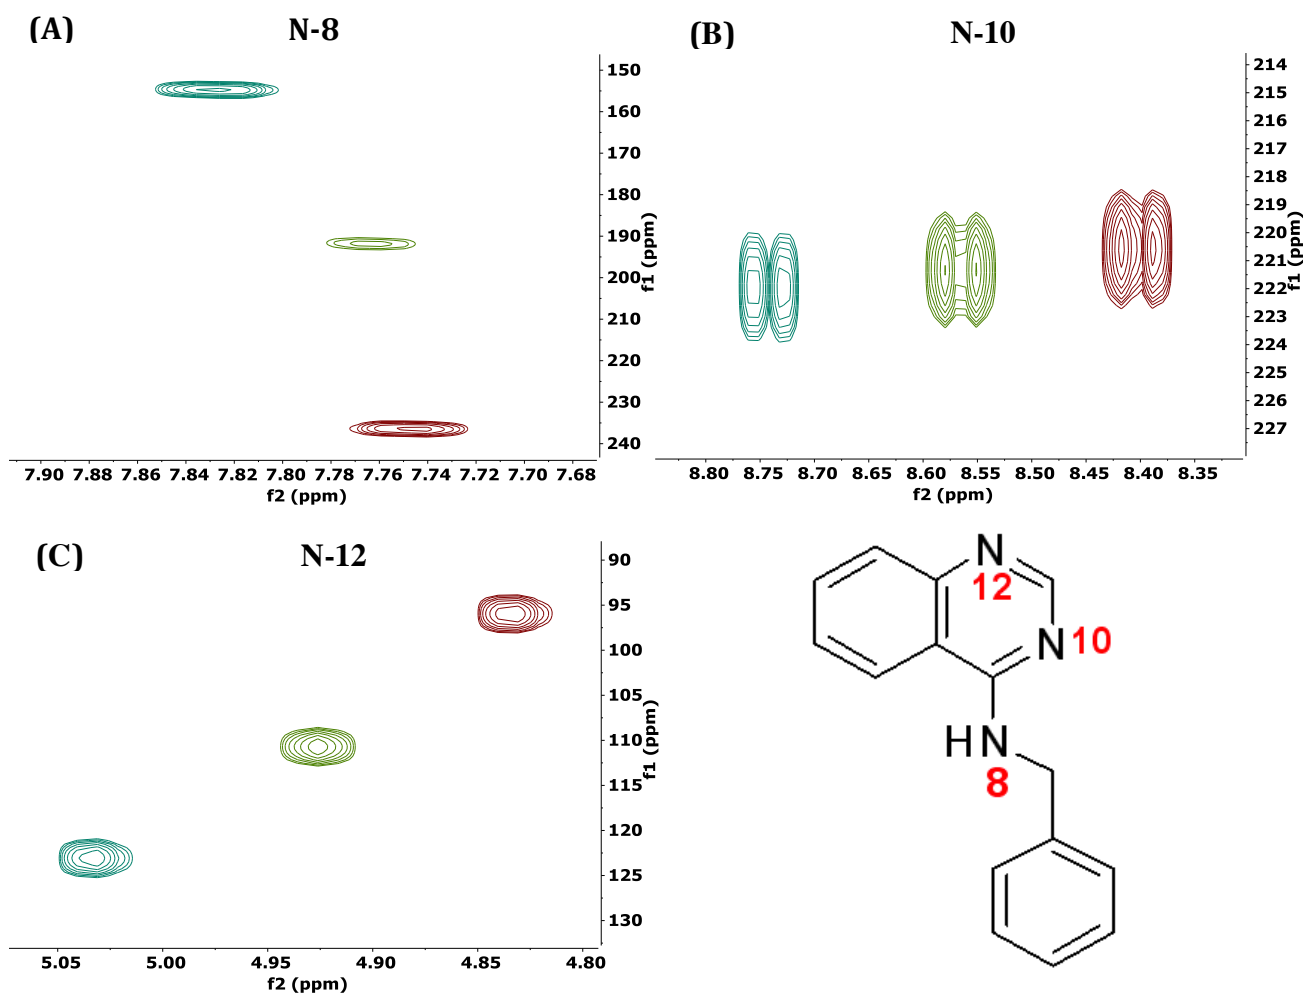 (A) N-8
150
160
170
180
190
200
210
220
230
240
f1 (ppm)
7.90 7.88 7.86 7.84 7.82 7.80 7.78 7.76 7.74 7.72 7.70 7.68
f2 (ppm)
(B) N-10
214
215
216
217
218
219
220
221
222
223
224
225
226
227
f1 (ppm)
8.80 8.75 8.70 8.65 8.60 8.55 8.50 8.45 8.40 8.35
f2 (ppm)
(C) N-12
90
95
100
105
110
115
120
125
130
f1 (ppm)
5.05 5.00 4.95 4.90 4.85 4.80
f2 (ppm)
N
12
N 10
H N
8